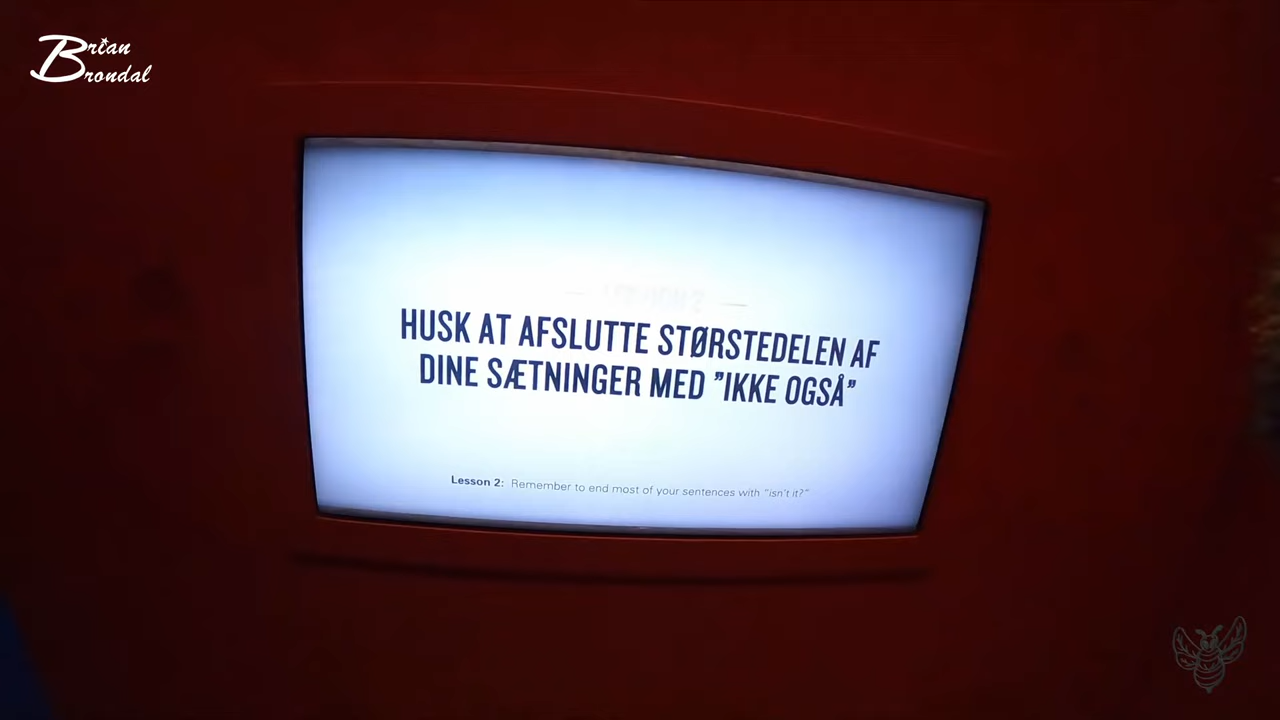 Brian
Brondal
HUSK AT AFSLUTTE STØRSTEDELEN AF
DINE SÆTNINGER MED ”IKKE OGSÅ”
Lesson 2: Remember to end most of your sentences with “isn't it?”